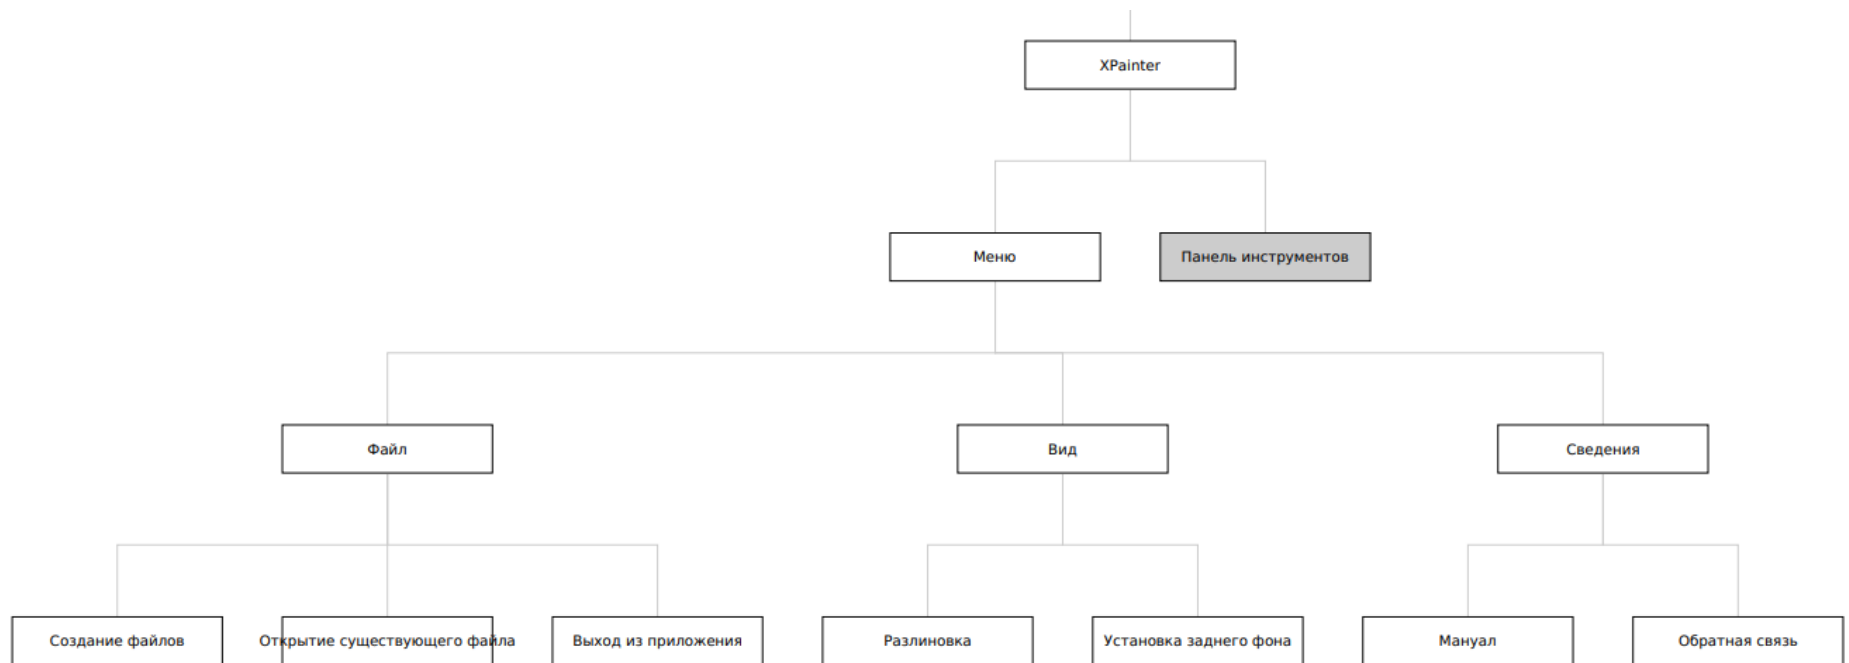 XPainter
Меню
Панель инструментов
Файл
Вид
Сведения
Создание файлов
Открытие существующего файла
Выход из приложения
Разлиновка
Установка заднего фона
Мануал
Обратная связь